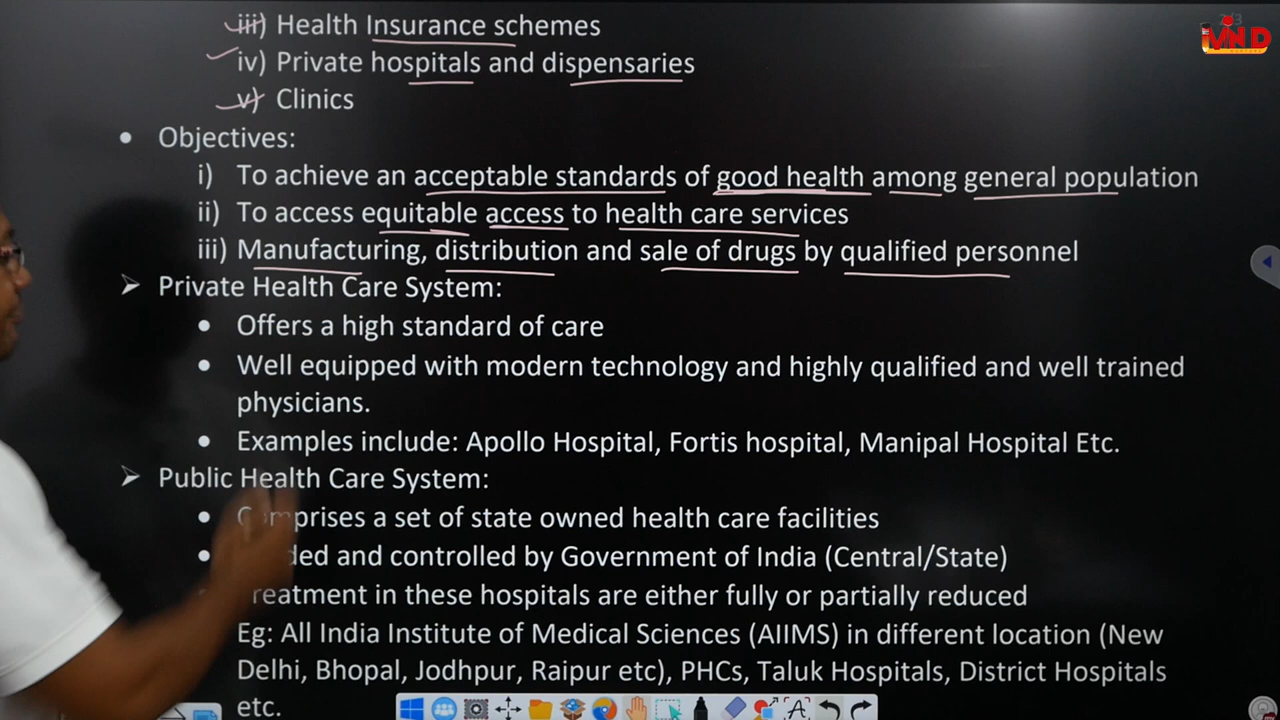 2/3
iii) Health Insurance schemes
iv) Private hospitals and dispensaries
v) Clinics
• Objectives:
i) To achieve an acceptable standards of good health among general population
ii) To access equitable access to health care services
iii) Manufacturing, distribution and sale of drugs by qualified personnel
➢ Private Health Care System:
• Offers a high standard of care
• Well equipped with modern technology and highly qualified and well trained
physicians.
• Examples include: Apollo Hospital, Fortis hospital, Manipal Hospital Etc.
➢ Public Health Care System:
• Comprises a set of state owned health care facilities
• and controlled by Government of India (Central/State)
Treatment in these hospitals are either fully or partially reduced
Eg: All India Institute of Medical Sciences (AIIMS) in different location (New
Delhi, Bhopal, Jodhpur, Raipur etc), PHCs, Taluk Hospitals, District Hospitals
etc.